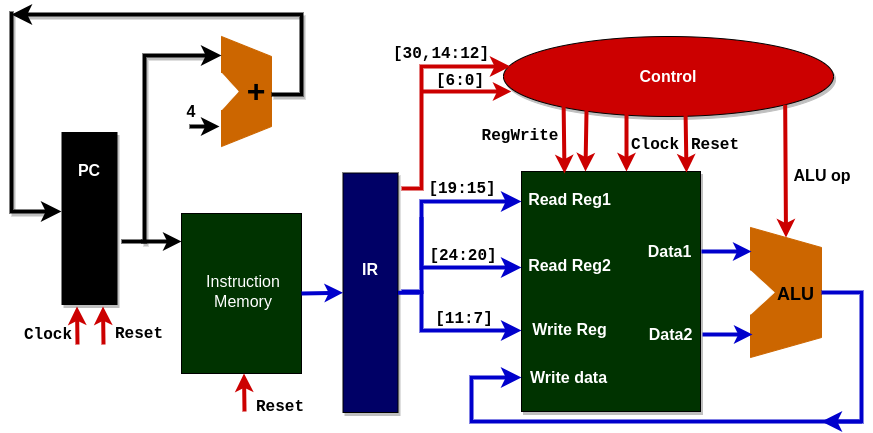 [30,14:12]
[6:0]
Control
+
4
PC
RegWrite
Clock
Reset
ALU op
[19:15]
Read Reg1
[24:20]
Read Reg2
Data1
Instruction
Memory
IR
ALU
[11:7]
Write Reg
Data2
Clock
Reset
Write data
Reset